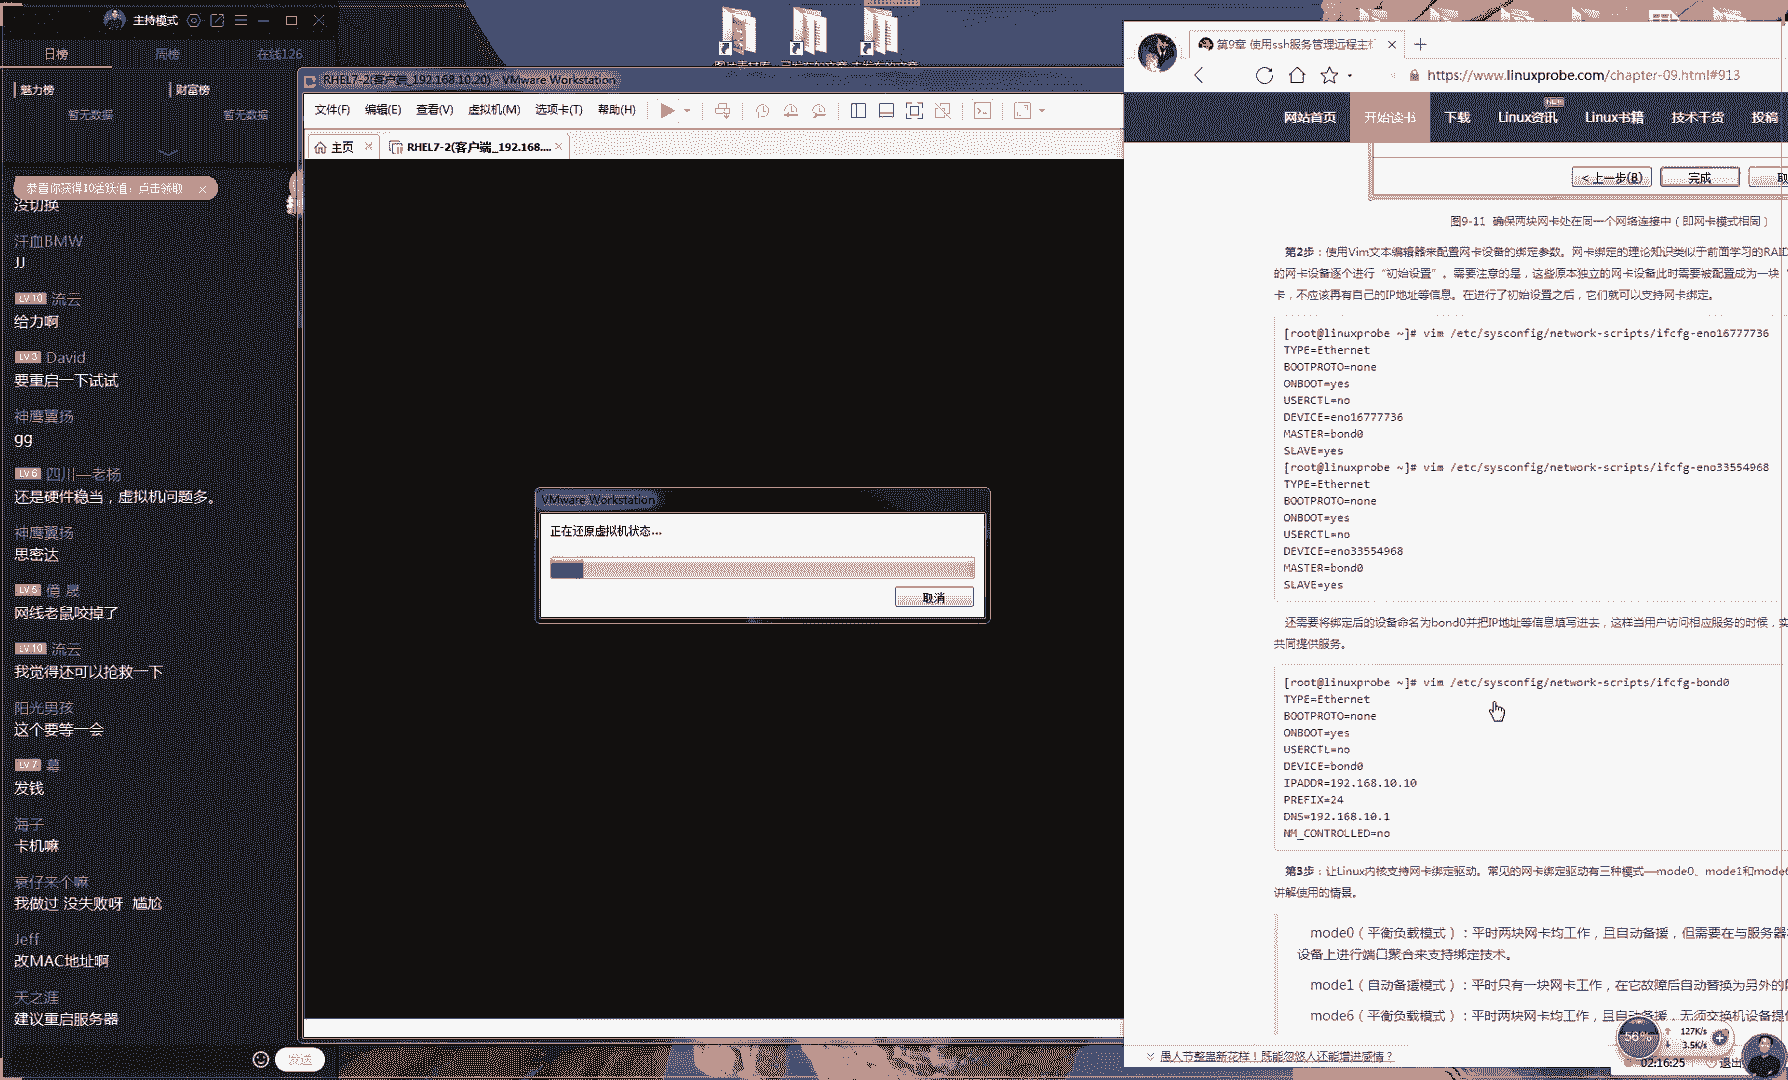 主持模式
日榜
周榜
在线126
魅力榜
财富榜
暂无数据
暂无数据
恭喜你获得10活跃值，点击领取
没切换
汗血BMW
JJ
LV10 流云
给力啊
LV3 David
要重启一下试试
神鹰翼扬
gg
LV6 四川—老杨
还是硬件稳当，虚拟机问题多。
神鹰翼扬
思密达
LV5
网线老鼠咬掉了
LV10 流云
我觉得还可以抢救一下
阳光男孩
这个要等一会
LV7 暮
发钱
海子
卡机嘛
衰仔来个嘛
我做过 没失败呀 尴尬
Jeff
改MAC地址啊
天之涯
建议重启服务器
发送
RHEL7-2(客户端_192.168.10.20) - VMware Workstation
文件(F) 编辑(E) 查看(V) 虚拟机(M) 选项卡(T) 帮助(H)
主页
RHEL7-2(客户端_192.168....
VMware Workstation
正在还原虚拟机状态...
取消
第9章 使用ssh服务管理远程主机
https://www.linuxprobe.com/chapter-09.html#913
网站首页 开始读书 下载 Linux资讯 Linux书籍 技术干货 投稿
NEW
< 上一步(B)
完成
取
图9-11 确保两块网卡处在同一个网络连接中（即网卡模式相同）
第2步：使用Vim文本编辑器来配置网卡设备的绑定参数。网卡绑定的理论知识类似于前面学习的RAID
的网卡设备逐个进行“初始设置”。需要注意的是，这些原本独立的网卡设备此时需要被配置成为一块“
卡，不应该再有自己的IP地址等信息。在进行了初始设置之后，它们就可以支持网卡绑定。
[root@linuxprobe ~]# vim /etc/sysconfig/network-scripts/ifcfg-eno16777736
TYPE=Ethernet
BOOTPROTO=none
ONBOOT=yes
USERCTL=no
DEVICE=eno16777736
MASTER=bond0
SLAVE=yes
[root@linuxprobe ~]# vim /etc/sysconfig/network-scripts/ifcfg-eno33554968
TYPE=Ethernet
BOOTPROTO=none
ONBOOT=yes
USERCTL=no
DEVICE=eno33554968
MASTER=bond0
SLAVE=yes
还需要将绑定后的设备命名为bond0并把IP地址等信息填写进去，这样当用户访问相应服务的时候，实
共同提供服务。
[root@linuxprobe ~]# vim /etc/sysconfig/network-scripts/ifcfg-bond0
TYPE=Ethernet
BOOTPROTO=none
ONBOOT=yes
USERCTL=no
DEVICE=bond0
IPADDR=192.168.10.10
PREFIX=24
DNS=192.168.10.1
NM_CONTROLLED=no
第3步：让Linux内核支持网卡绑定驱动。常见的网卡绑定驱动有三种模式—mode0、mode1和mode6
讲解使用的情景。
mode0（平衡负载模式）：平时两块网卡均工作，且自动备援，但需要在与服务器
设备上进行端口聚合来支持绑定技术。
mode1（自动备援模式）：平时只有一块网卡工作，在它故障后自动替换为另外的
mode6（平衡负载模式）：平时两块网卡均工作，且自动备援，无须交换机设备提
愚人节整蛊新花样！既能忽悠人还能增进感情？
56%
127K/s
3.5K/s
02:16:25
退出